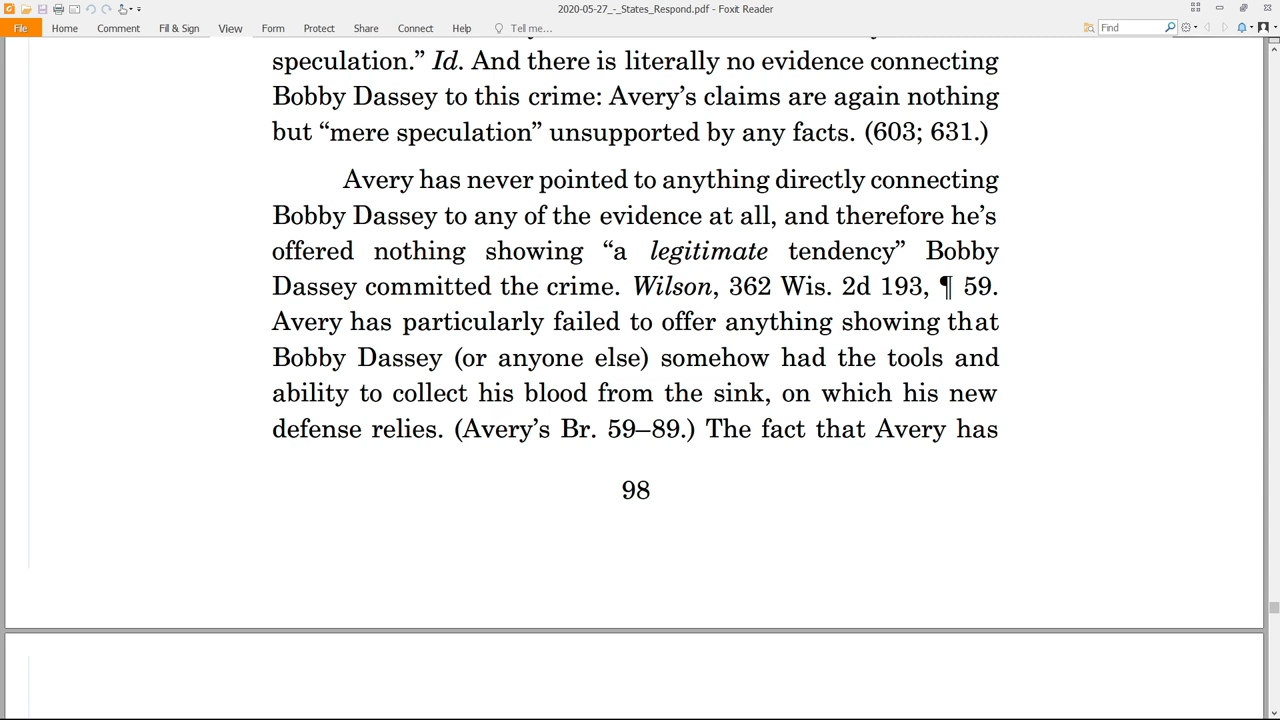 2020-05-27_-_States_Respond.pdf - Foxit Reader
File Home Comment Fill & Sign View Form Protect Share Connect Help Tell me... Find
speculation.” Id. And there is literally no evidence connecting
Bobby Dassey to this crime: Avery’s claims are again nothing
but “mere speculation” unsupported by any facts. (603; 631.)
Avery has never pointed to anything directly connecting
Bobby Dassey to any of the evidence at all, and therefore he’s
offered nothing showing “a legitimate tendency” Bobby
Dassey committed the crime. Wilson, 362 Wis. 2d 193, ¶ 59.
Avery has particularly failed to offer anything showing that
Bobby Dassey (or anyone else) somehow had the tools and
ability to collect his blood from the sink, on which his new
defense relies. (Avery’s Br. 59–89.) The fact that Avery has
98